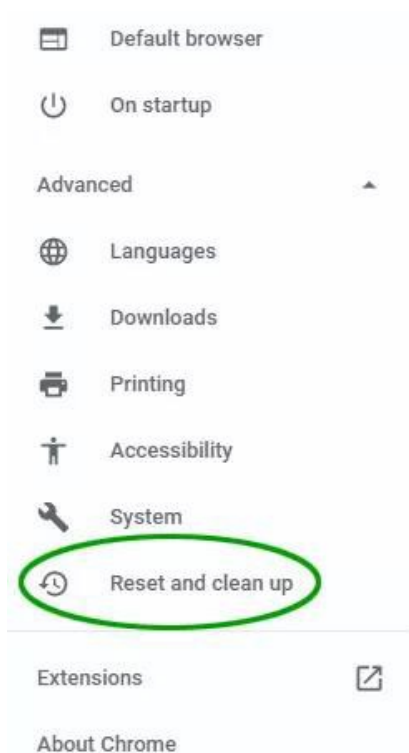 Default browser
On startup
Advanced
Languages
Downloads
Printing
Accessibility
System
Reset and clean up
Extensions
About Chrome